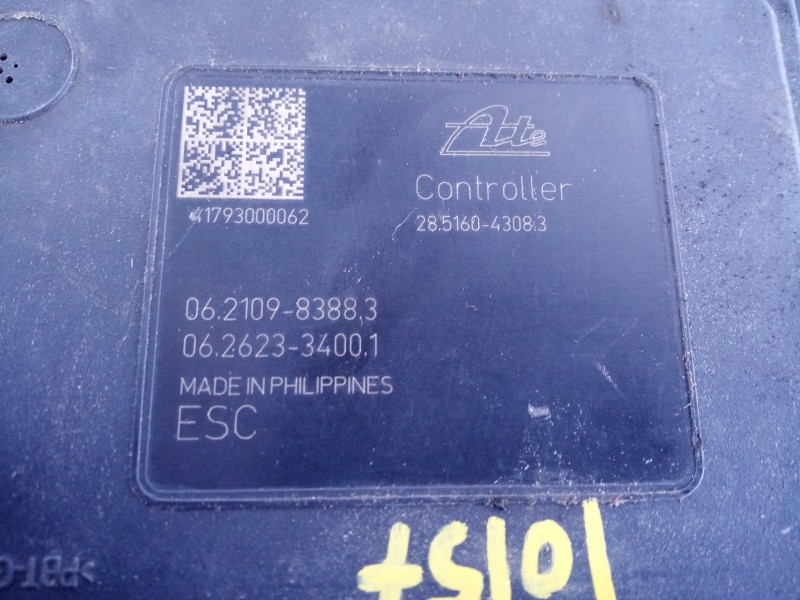 Ate
Controller
41793000062
28.5160-4308.3
06.2109-8388.3
06.2623-3400.1
MADE IN PHILIPPINES
ESC